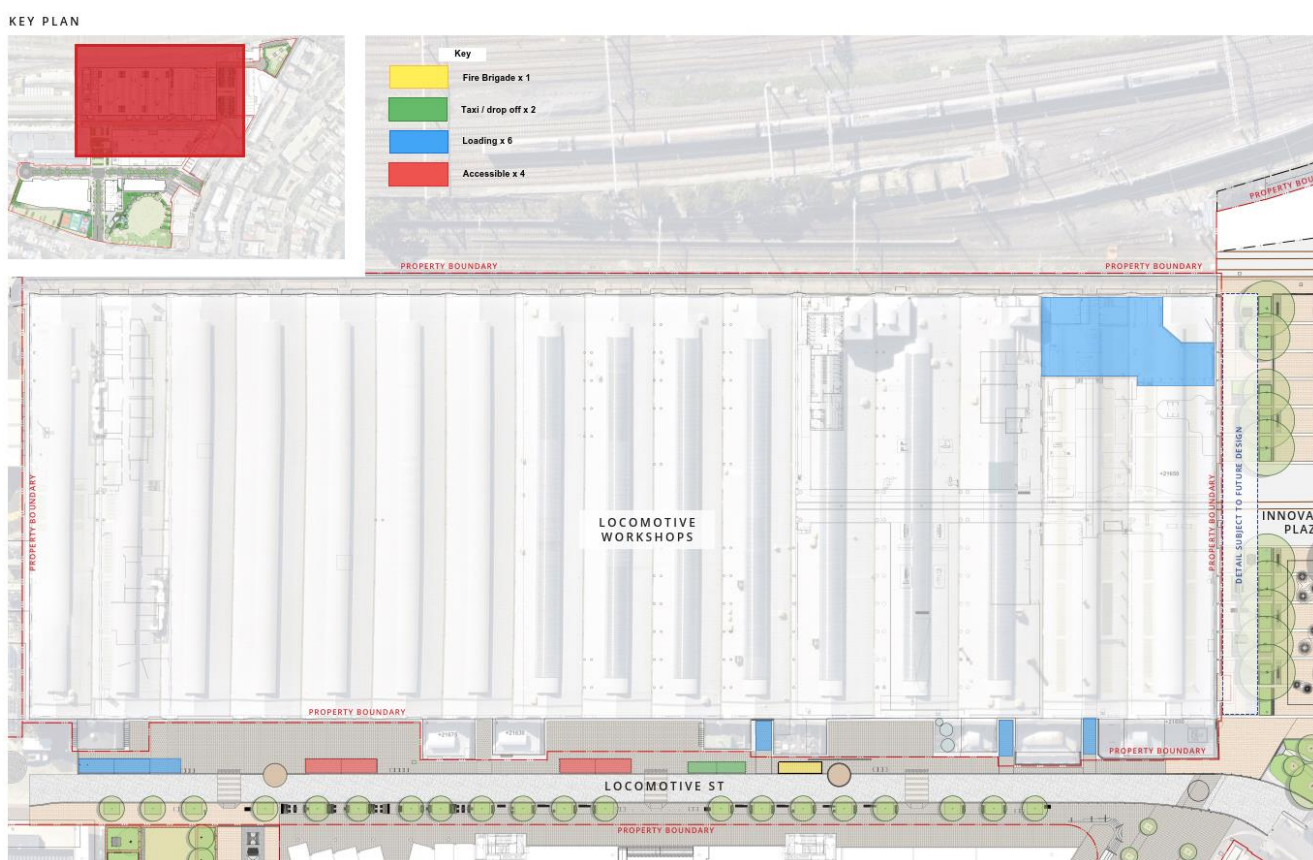 KEY PLAN
Key
Fire Brigade x 1
Taxi / drop off x 2
Loading x 6
Accessible x 4
PROPERTY BOU
PROPERTY BOUNDARY
PROPERTY BOUNDARY
PROPERTY BOUNDARY
LOCOMOTIVE
WORKSHOPS
+21650
PROPERTY BOUNDARY
DETAIL SUBJECT TO FUTURE DESIGN
INNOVA
PLAZ
PROPERTY BOUNDARY
PROPERTY BOUNDARY
LOCOMOTIVE ST
PROPERTY BOUNDARY